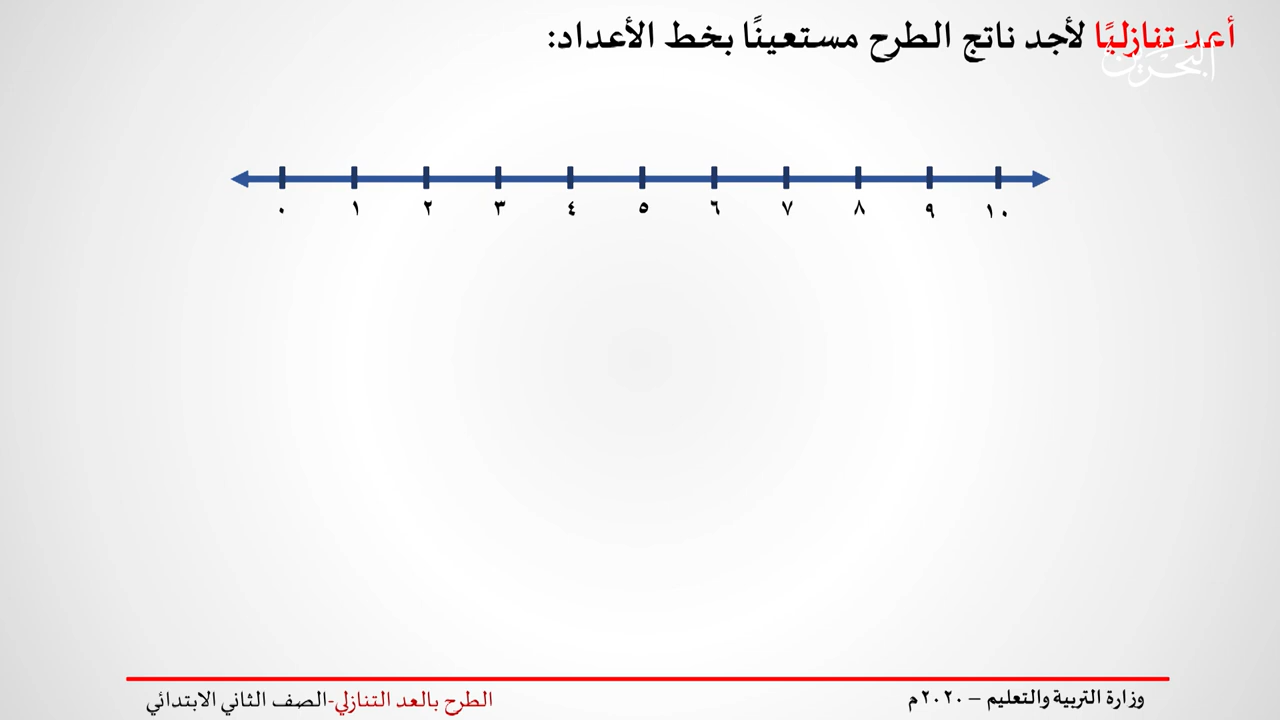 أعد تنازليًا لأجد ناتج الطرح مستعينًا بخط الأعداد:
البحرين
٠ ١ ٢ ٣ ٤ ٥ ٦ ٧ ٨ ٩ ١٠
وزارة التربية والتعليم – ٢٠٢٠م
الطرح بالعد التنازلي-الصف الثاني الابتدائي